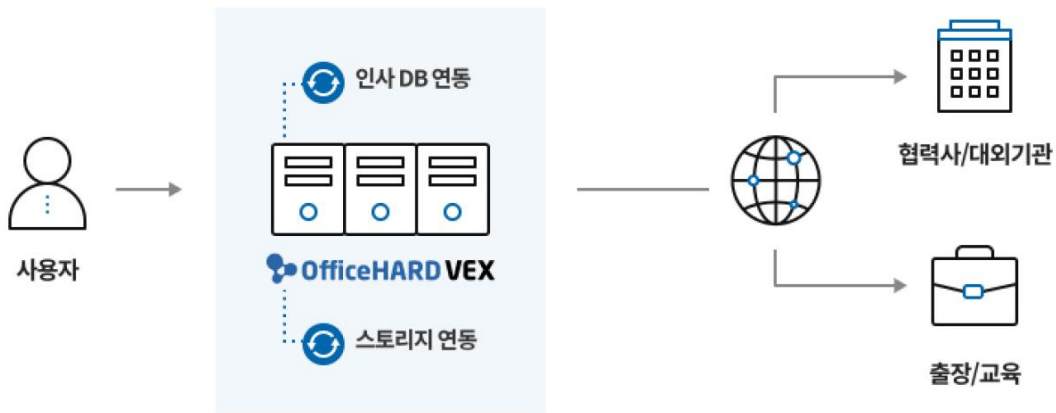 인사 DB 연동
협력사/대외기관
사용자
OfficeHARD VEX
스토리지 연동
출장/교육